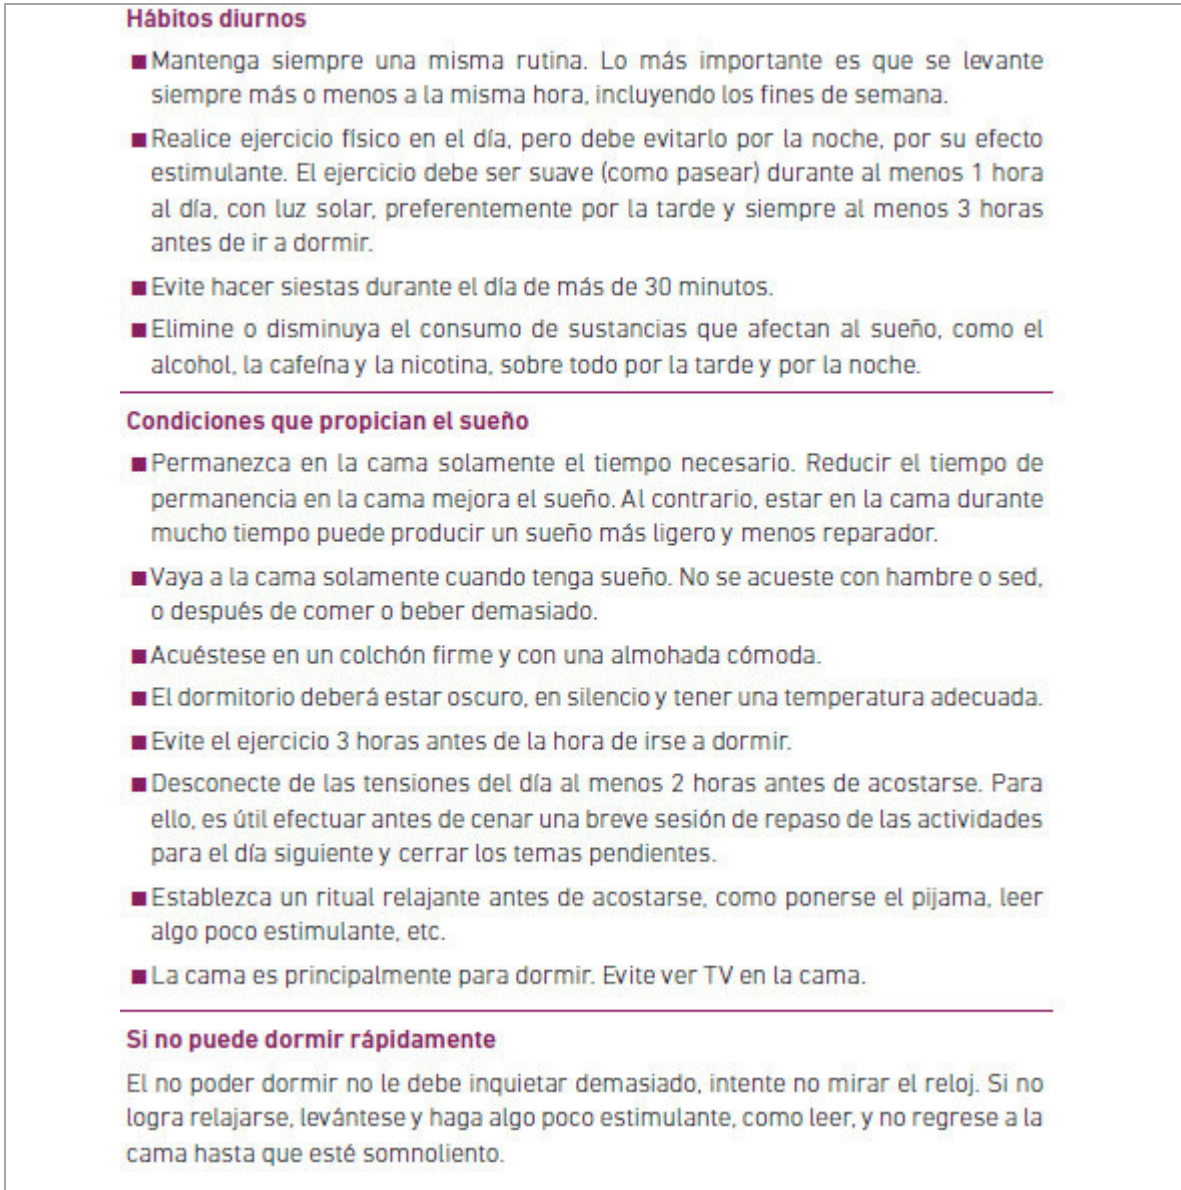 Hábitos diurnos
■ Mantenga siempre una misma rutina. Lo más importante es que se levante
siempre más o menos a la misma hora, incluyendo los fines de semana.
■ Realice ejercicio físico en el día, pero debe evitarlo por la noche, por su efecto
estimulante. El ejercicio debe ser suave (como pasear) durante al menos 1 hora
al día, con luz solar, preferentemente por la tarde y siempre al menos 3 horas
antes de ir a dormir.
■ Evite hacer siestas durante el día de más de 30 minutos.
■ Elimine o disminuya el consumo de sustancias que afectan al sueño, como el
alcohol, la cafeína y la nicotina, sobre todo por la tarde y por la noche.
Condiciones que propician el sueño
■ Permanezca en la cama solamente el tiempo necesario. Reducir el tiempo de
permanencia en la cama mejora el sueño. Al contrario, estar en la cama durante
mucho tiempo puede producir un sueño más ligero y menos reparador.
■ Vaya a la cama solamente cuando tenga sueño. No se acueste con hambre o sed,
o después de comer o beber demasiado.
■ Acuéstese en un colchón firme y con una almohada cómoda.
■ El dormitorio deberá estar oscuro, en silencio y tener una temperatura adecuada.
■ Evite el ejercicio 3 horas antes de la hora de irse a dormir.
■ Desconecte de las tensiones del día al menos 2 horas antes de acostarse. Para
ello, es útil efectuar antes de cenar una breve sesión de repaso de las actividades
para el día siguiente y cerrar los temas pendientes.
■ Establezca un ritual relajante antes de acostarse, como ponerse el pijama, leer
algo poco estimulante, etc.
■ La cama es principalmente para dormir. Evite ver TV en la cama.
Si no puede dormir rápidamente
El no poder dormir no le debe inquietar demasiado, intente no mirar el reloj. Si no
logra relajarse, levántese y haga algo poco estimulante, como leer, y no regrese a la
cama hasta que esté somnoliento.